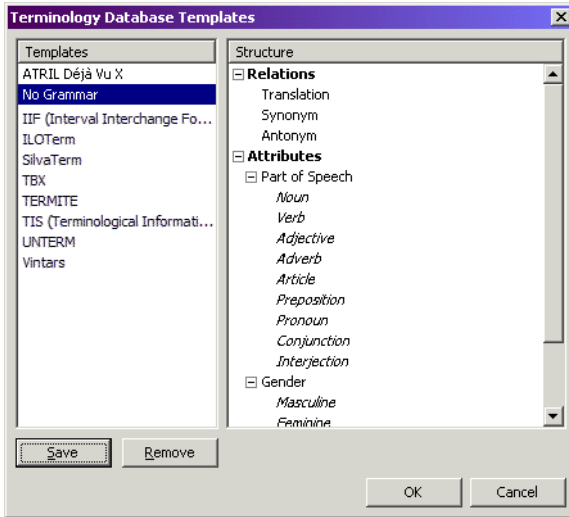 Terminology Database Templates
Templates
ATRIL Déjà Vu X
No Grammar
IIF (Interval Interchange Fo...
ILOTerm
SilvaTerm
TBX
TERMITE
TIS (Terminological Informati...
UNTERM
Vintars
Structure
Relations
Translation
Synonym
Antonym
Attributes
Part of Speech
Noun
Verb
Adjective
Adverb
Article
Preposition
Pronoun
Conjunction
Interjection
Gender
Masculine
Feminine
Save
Remove
OK
Cancel